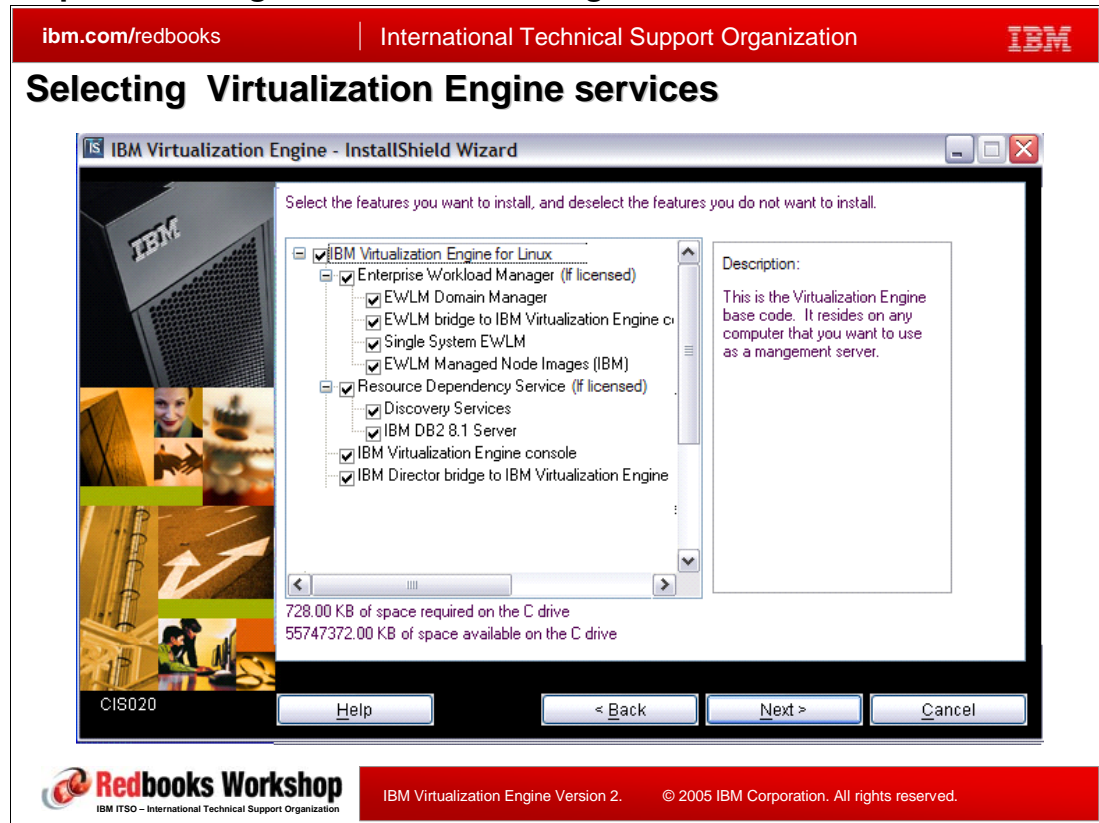 ibm.com/redbooks
International Technical Support Organization
IBM
Selecting Virtualization Engine services
IS IBM Virtualization Engine - InstallShield Wizard
IBM
Select the features you want to install, and deselect the features you do not want to install.
IBM Virtualization Engine for Linux
Enterprise Workload Manager (If licensed)
EWLM Domain Manager
EWLM bridge to IBM Virtualization Engine c
Single System EWLM
EWLM Managed Node Images (IBM)
Resource Dependency Service (If licensed)
Discovery Services
IBM DB2 8.1 Server
IBM Virtualization Engine console
IBM Director bridge to IBM Virtualization Engine
Description:
This is the Virtualization Engine
base code. It resides on any
computer that you want to use
as a mangement server.
728.00 KB of space required on the C drive
55747372.00 KB of space available on the C drive
CIS020
Help
< Back
Next >
Cancel
Redbooks Workshop
IBM ITSO – International Technical Support Organization
IBM Virtualization Engine Version 2.
© 2005 IBM Corporation. All rights reserved.